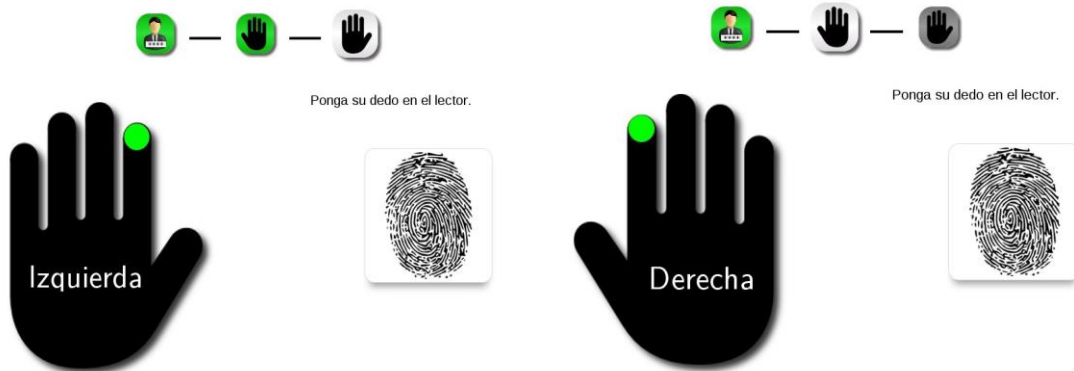 Ponga su dedo en el lector.
Izquierda
Ponga su dedo en el lector.
Derecha